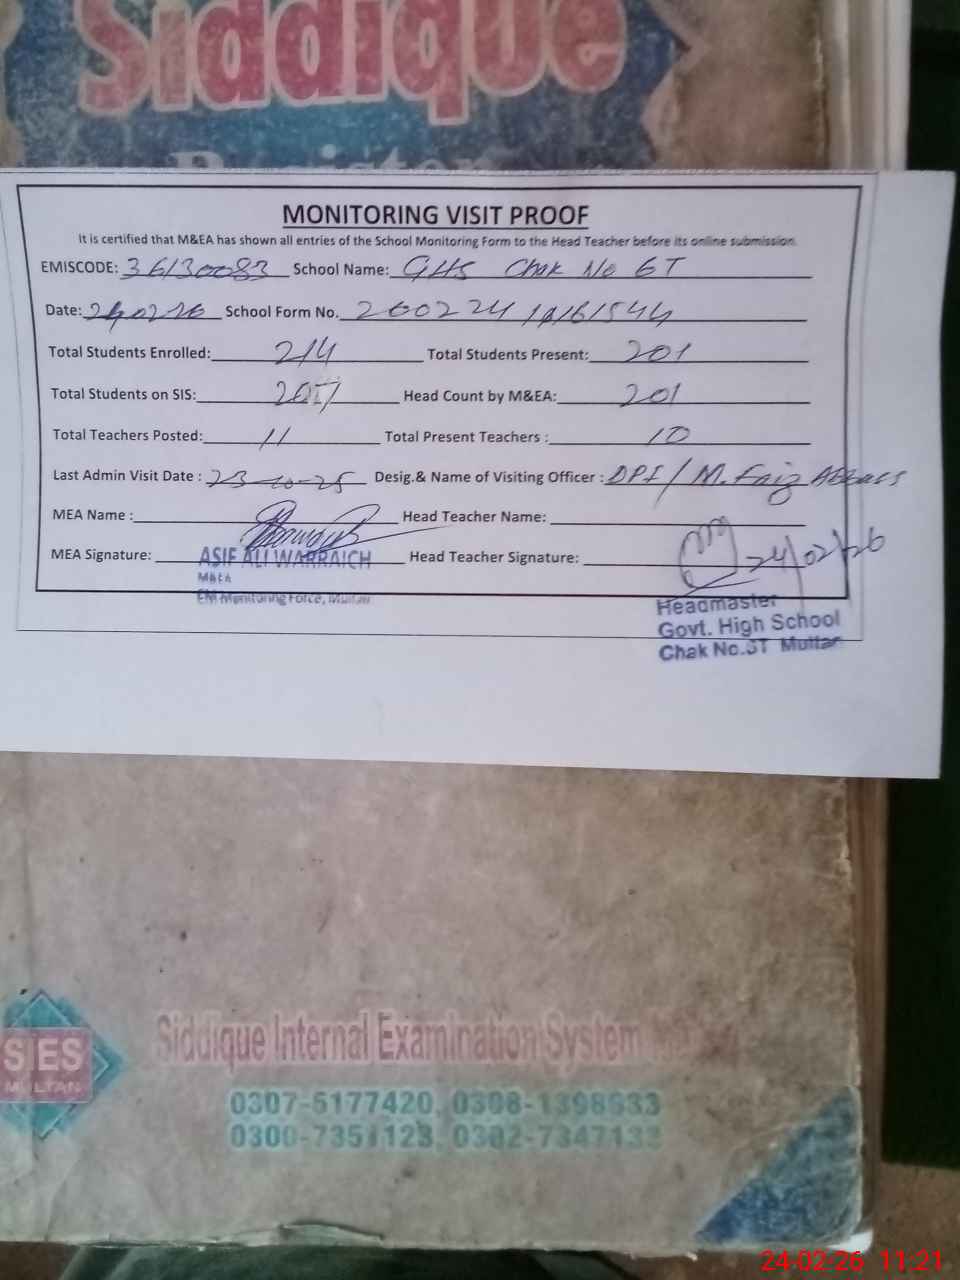 Siddique
Register
MONITORING VISIT PROOF
It is certified that M&EA has shown all entries of the School Monitoring Form to the Head Teacher before its online submission.
EMISCODE: 36130083 School Name: GHS Chak No 6T
Date: 24,02-26 School Form No. 260224
Total Students Enrolled: 214 Total Students Present: 201
Total Students on SIS: Head Count by M&EA: 201
Total Teachers Posted: 11 Total Present Teachers : 10
Last Admin Visit Date : 23-10-25 Desig.& Name of Visiting Officer : DPI / M. Faiz Abbas
MEA Name : Head Teacher Name:
MEA Signature: ASIF ALI WARRAICH Head Teacher Signature: 24/02/26
M&EA
EM Monitoring Force, Multan
Headmaster
Govt. High School
Chak No.6T Multan
Siddique Internal Examination System
SIES
MULTAN
0307-5177420, 0308-1398633
0300-7351123, 0302-7347133
24-02-26 11:21